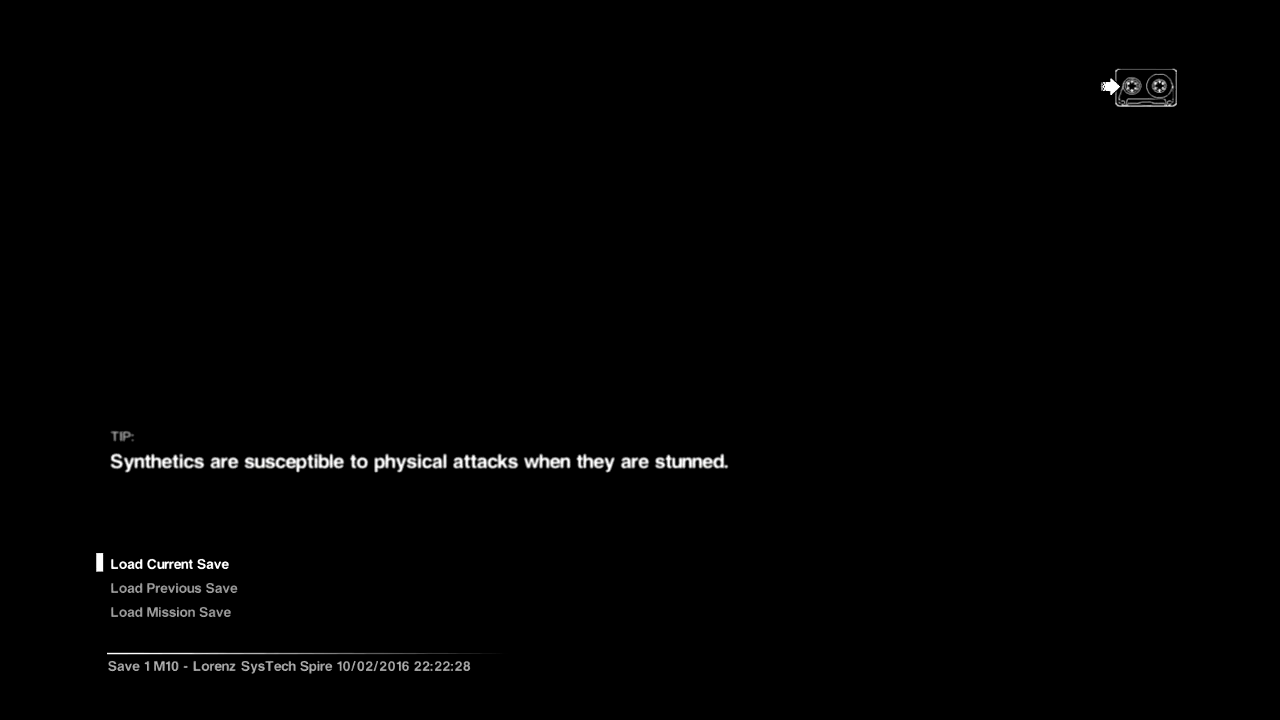 TIP:
Synthetics are susceptible to physical attacks when they are stunned.
Load Current Save
Load Previous Save
Load Mission Save
Save 1 M10 - Lorenz SysTech Spire 10/02/2016 22:22:28